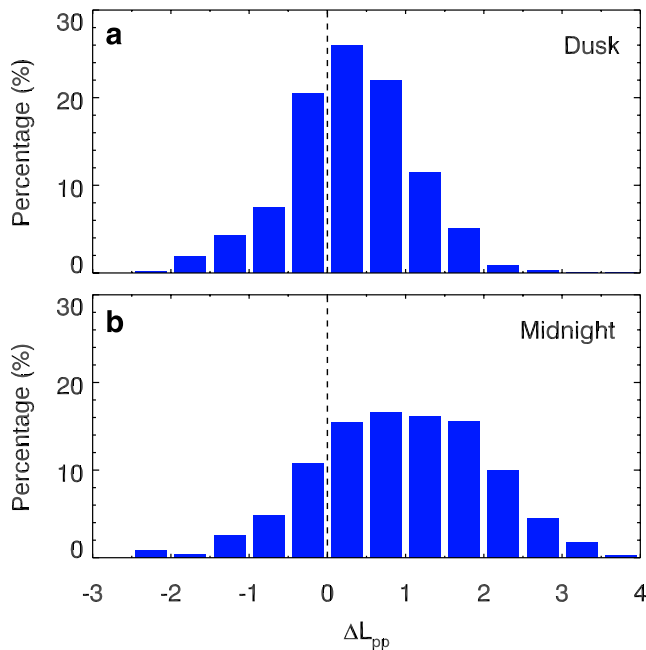 30
a
Dusk
Percentage (%)
20
10
0
30
b
Midnight
Percentage (%)
20
10
0
-3 -2 -1 0 1 2 3 4
ΔLpp